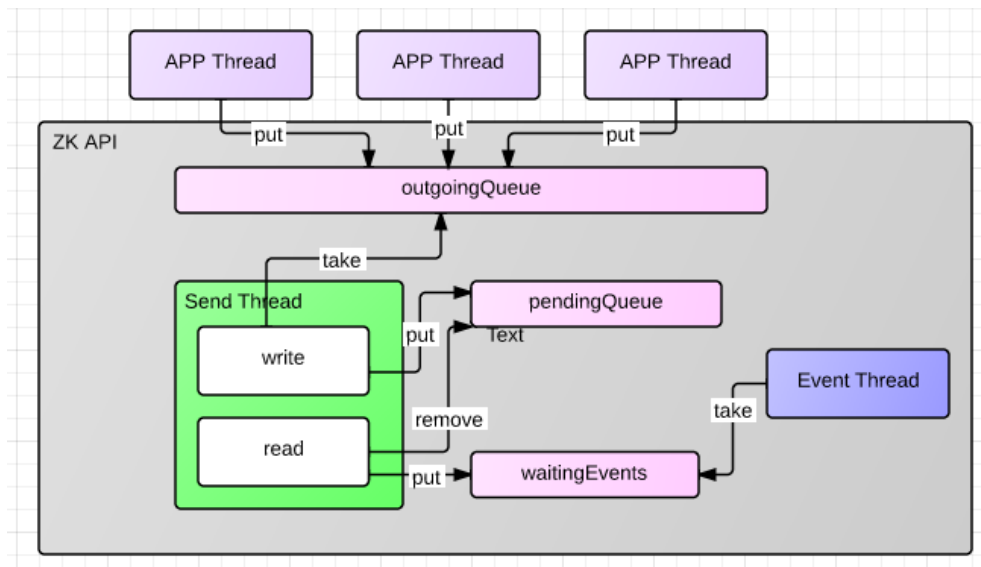 APP Thread
APP Thread
APP Thread
put
put
put
ZK API
outgoingQueue
take
Send Thread
pendingQueue
put
Text
write
Event Thread
take
remove
read
put
waitingEvents